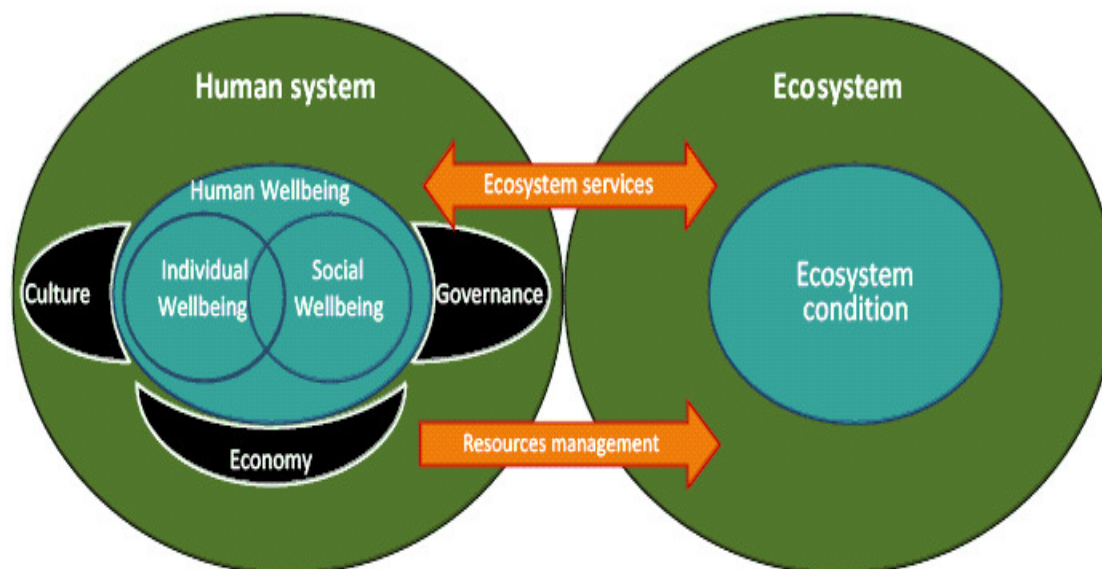 Human system
Ecosystem
Ecosystem services
Human Wellbeing
Individual
Wellbeing
Social
Wellbeing
Culture
Governance
Ecosystem
condition
Resources management
Economy